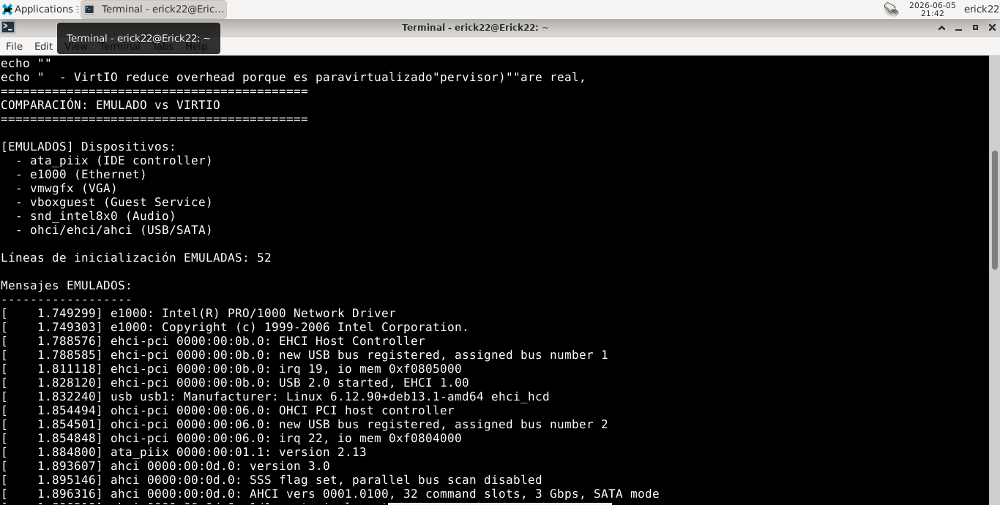 Applications
Terminal - erick22@Eric...
2026-06-05
21:42
erick22
Terminal - erick22@Erick22: ~
Terminal - erick22@Erick22: ~
File Edit View Terminal Tabs Help
echo ""
echo "  - VirtIO reduce overhead porque es paravirtualizado"pervisor)""are real,
==========================================
COMPARACIÓN: EMULADO vs VIRTIO
==========================================
[EMULADOS] Dispositivos:
  - ata_piix (IDE controller)
  - e1000 (Ethernet)
  - vmwgfx (VGA)
  - vboxguest (Guest Service)
  - snd_intel8x0 (Audio)
  - ohci/ehci/ahci (USB/SATA)
Líneas de inicialización EMULADAS: 52
Mensajes EMULADOS:
------------------
[    1.749299] e1000: Intel(R) PRO/1000 Network Driver
[    1.749303] e1000: Copyright (c) 1999-2006 Intel Corporation.
[    1.788576] ehci-pci 0000:00:0b.0: EHCI Host Controller
[    1.788585] ehci-pci 0000:00:0b.0: new USB bus registered, assigned bus number 1
[    1.811118] ehci-pci 0000:00:0b.0: irq 19, io mem 0xf0805000
[    1.828120] ehci-pci 0000:00:0b.0: USB 2.0 started, EHCI 1.00
[    1.832240] usb usb1: Manufacturer: Linux 6.12.90+deb13.1-amd64 ehci_hcd
[    1.854494] ohci-pci 0000:00:06.0: OHCI PCI host controller
[    1.854501] ohci-pci 0000:00:06.0: new USB bus registered, assigned bus number 2
[    1.854848] ohci-pci 0000:00:06.0: irq 22, io mem 0xf0804000
[    1.884800] ata_piix 0000:00:01.1: version 2.13
[    1.893607] ahci 0000:00:0d.0: version 3.0
[    1.895146] ahci 0000:00:0d.0: SSS flag set, parallel bus scan disabled
[    1.896316] ahci 0000:00:0d.0: AHCI vers 0001.0100, 32 command slots, 3 Gbps, SATA mode